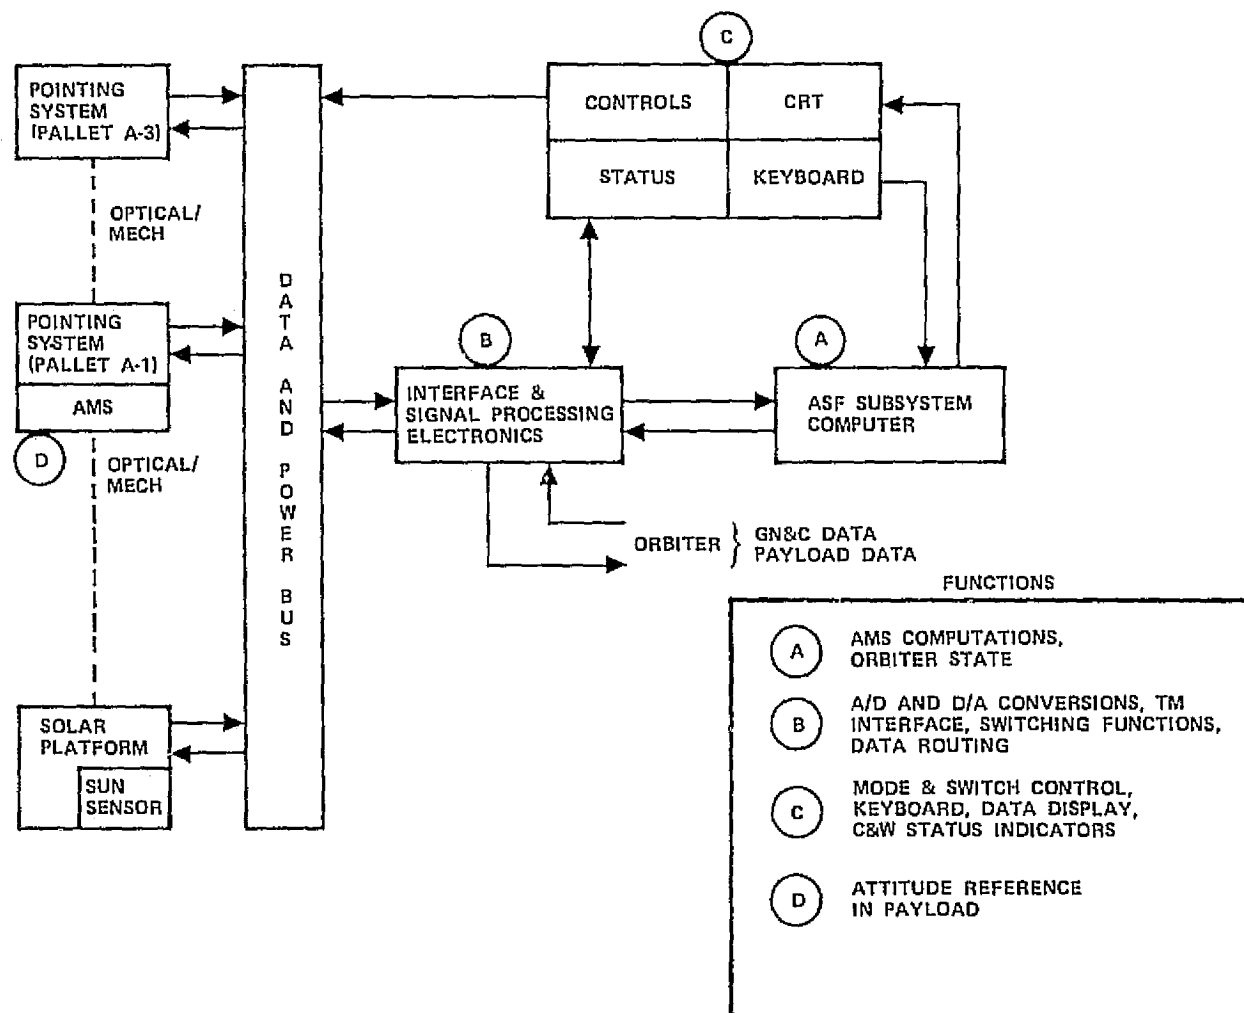 C
POINTING
SYSTEM
(PALLET A-3)
CONTROLS
CRT
STATUS
KEYBOARD
OPTICAL/
MECH
DATA AND POWER BUS
POINTING
SYSTEM
(PALLET A-1)
AMS
D
OPTICAL/
MECH
B
INTERFACE &
SIGNAL PROCESSING
ELECTRONICS
A
ASF SUBSYSTEM
COMPUTER
ORBITER } GN&C DATA
PAYLOAD DATA
SOLAR
PLATFORM
SUN
SENSOR
FUNCTIONS
A
AMS COMPUTATIONS,
ORBITER STATE
B
A/D AND D/A CONVERSIONS, TM
INTERFACE, SWITCHING FUNCTIONS,
DATA ROUTING
C
MODE & SWITCH CONTROL,
KEYBOARD, DATA DISPLAY,
C&W STATUS INDICATORS
D
ATTITUDE REFERENCE
IN PAYLOAD